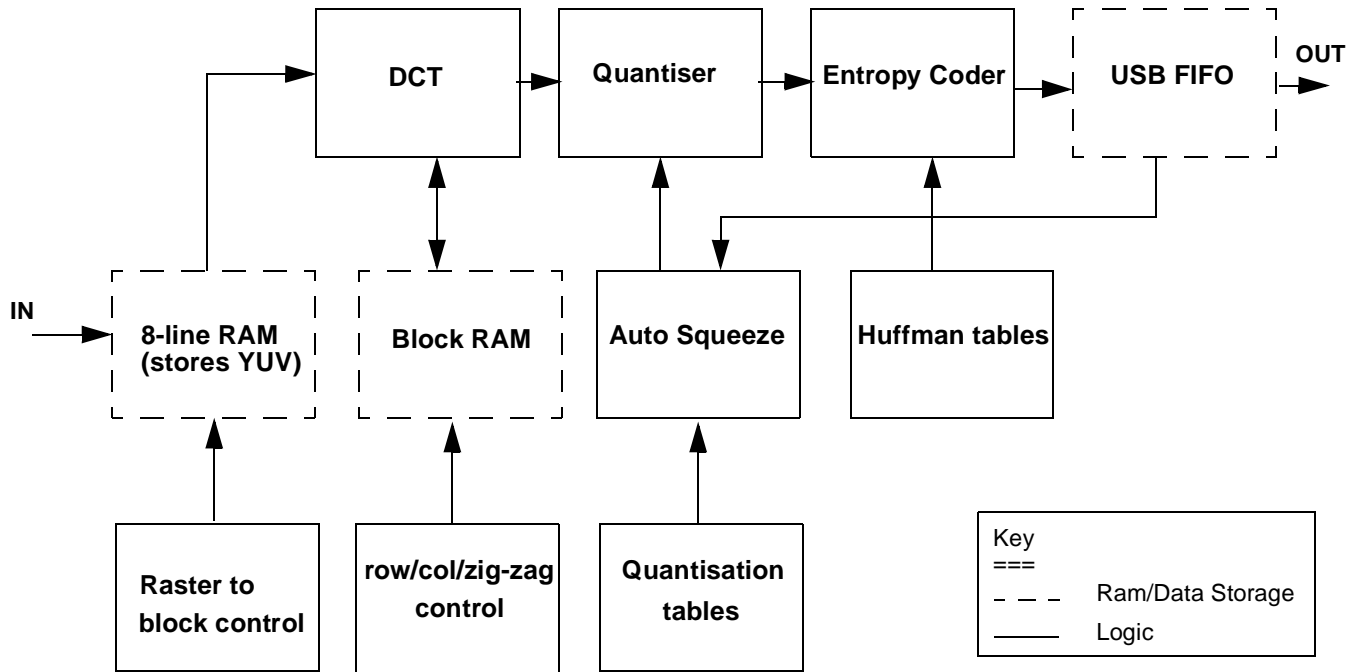 DCT
Quantiser
Entropy Coder
USB FIFO
OUT
IN
8-line RAM
(stores YUV)
Block RAM
Auto Squeeze
Huffman tables
Raster to
block control
row/col/zig-zag
control
Quantisation
tables
Key
===
Ram/Data Storage
Logic